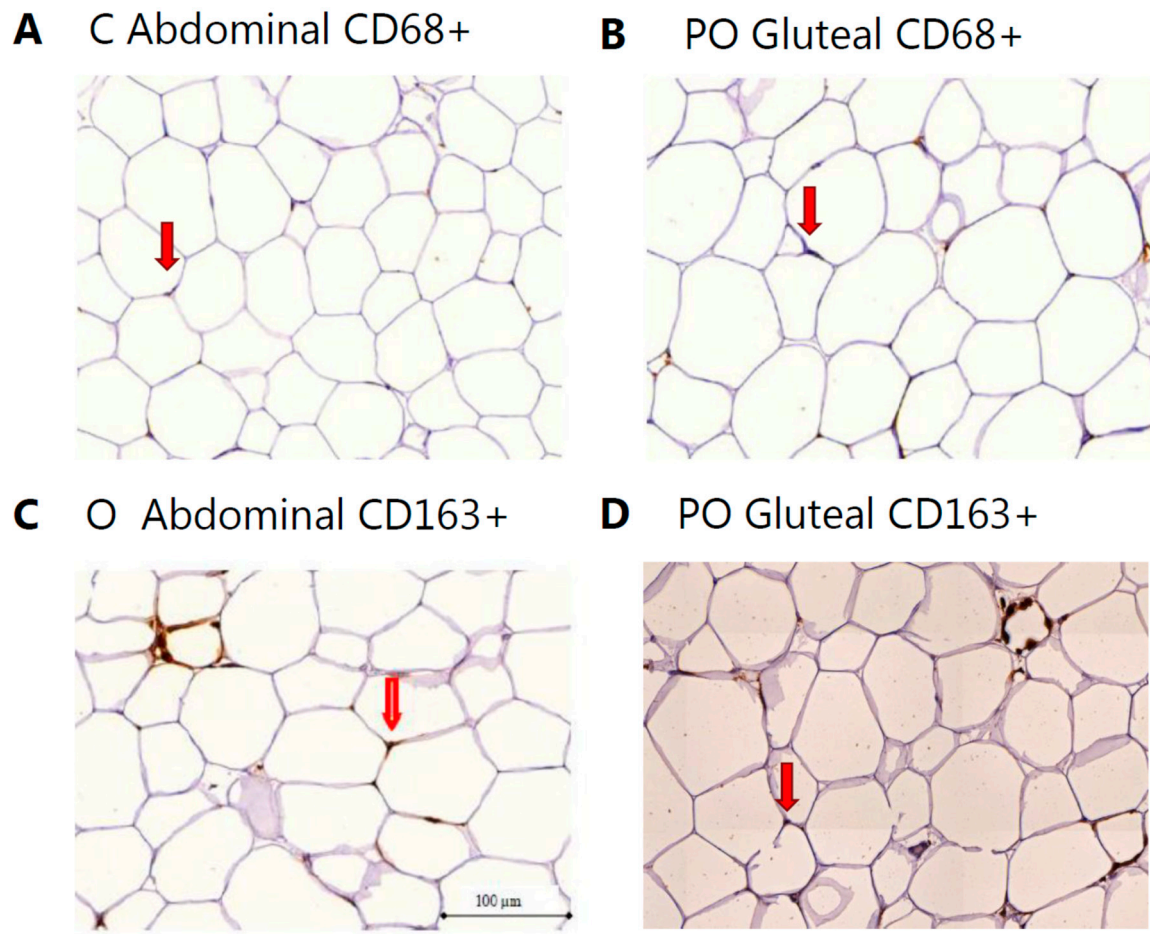 A C Abdominal CD68+
B PO Gluteal CD68+
C O Abdominal CD163+
D PO Gluteal CD163+
100 μm